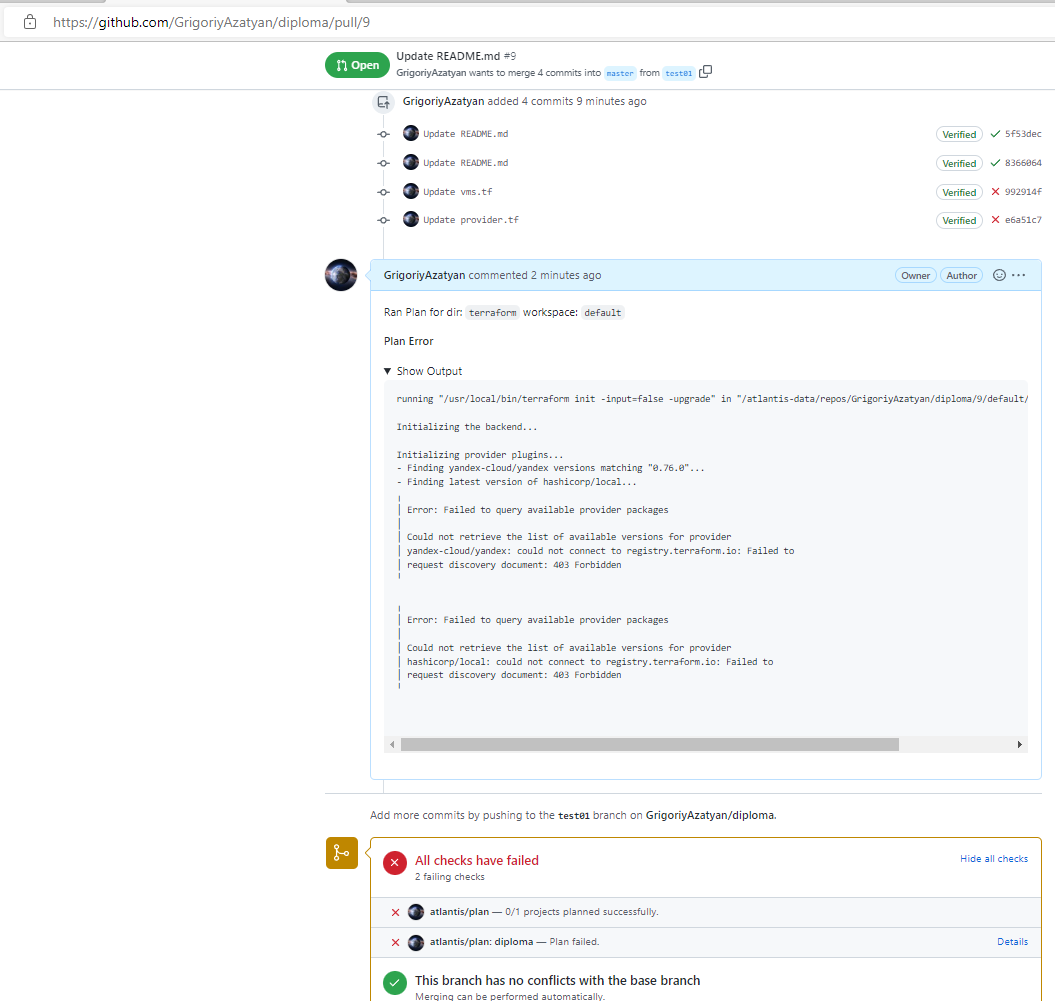 https://github.com/GrigoriyAzatyan/diploma/pull/9
Open
Update README.md #9
GrigoriyAzatyan wants to merge 4 commits into master from test01
GrigoriyAzatyan added 4 commits 9 minutes ago
Update README.md Verified 5f53dec
Update README.md Verified 8366064
Update vms.tf Verified 992914f
Update provider.tf Verified e6a51c7
GrigoriyAzatyan commented 2 minutes ago Owner Author
Ran Plan for dir: terraform workspace: default
Plan Error
Show Output
running "/usr/local/bin/terraform init -input=false -upgrade" in "/atlantis-data/repos/GrigoriyAzatyan/diploma/9/default/
Initializing the backend...
Initializing provider plugins...
- Finding yandex-cloud/yandex versions matching "0.76.0"...
- Finding latest version of hashicorp/local...
Error: Failed to query available provider packages
Could not retrieve the list of available versions for provider
yandex-cloud/yandex: could not connect to registry.terraform.io: Failed to
request discovery document: 403 Forbidden
Error: Failed to query available provider packages
Could not retrieve the list of available versions for provider
hashicorp/local: could not connect to registry.terraform.io: Failed to
request discovery document: 403 Forbidden
Add more commits by pushing to the test01 branch on GrigoriyAzatyan/diploma.
All checks have failed Hide all checks
2 failing checks
atlantis/plan — 0/1 projects planned successfully.
atlantis/plan: diploma — Plan failed. Details
This branch has no conflicts with the base branch
Merging can be performed automatically.